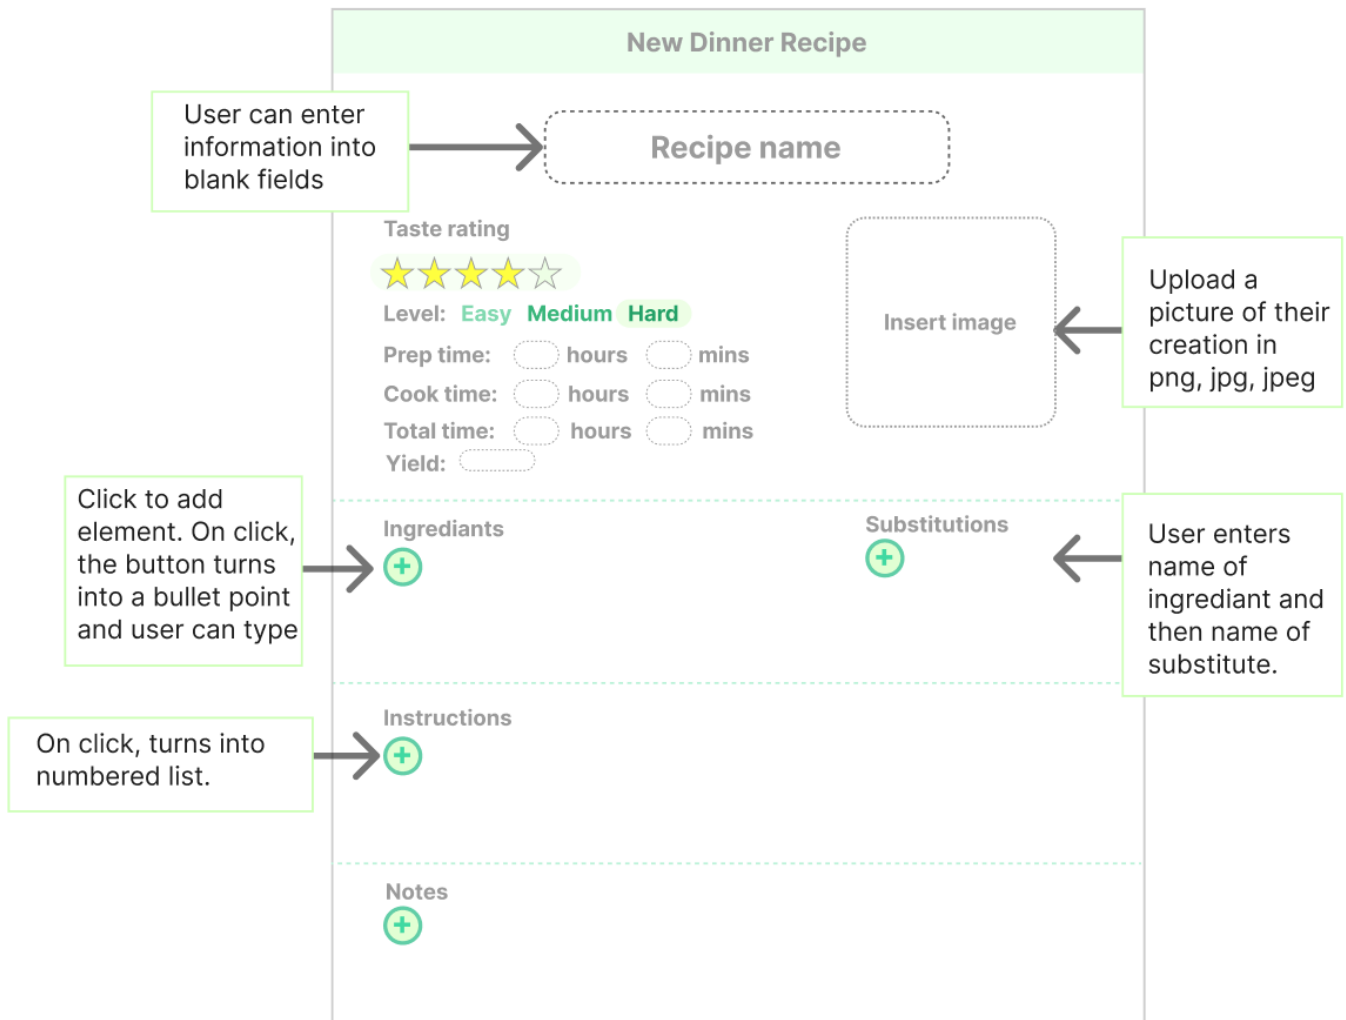 New Dinner Recipe
User can enter
information into
blank fields
Recipe name
Taste rating
Level: Easy Medium Hard
Prep time: hours mins
Cook time: hours mins
Total time: hours mins
Yield:
Insert image
Upload a
picture of their
creation in
png, jpg, jpeg
Click to add
element. On click,
the button turns
into a bullet point
and user can type
Ingrediants
+
Substitutions
+
User enters
name of
ingrediant and
then name of
substitute.
On click, turns into
numbered list.
Instructions
+
Notes
+